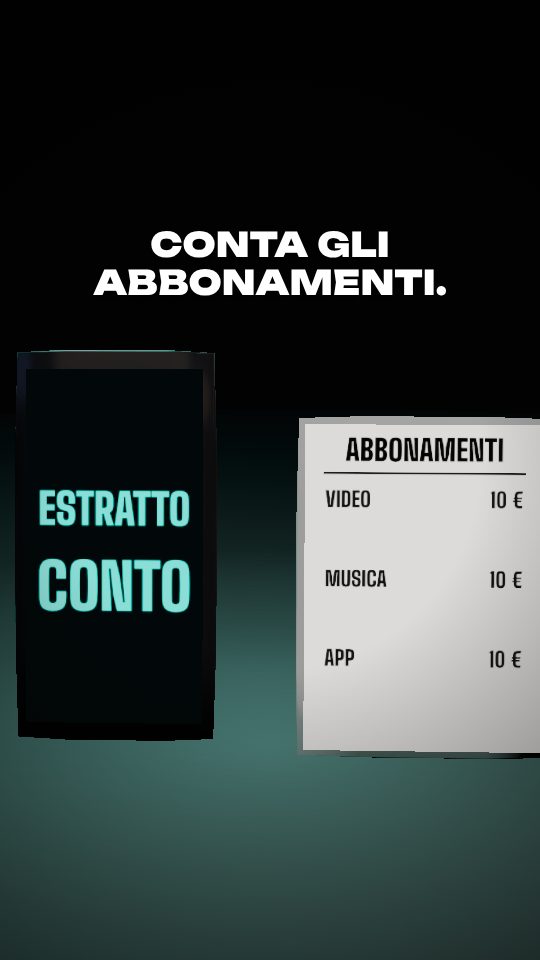 CONTA GLI
ABBONAMENTI.
ESTRATTO
CONTO
ABBONAMENTI
VIDEO 10 €
MUSICA 10 €
APP 10 €